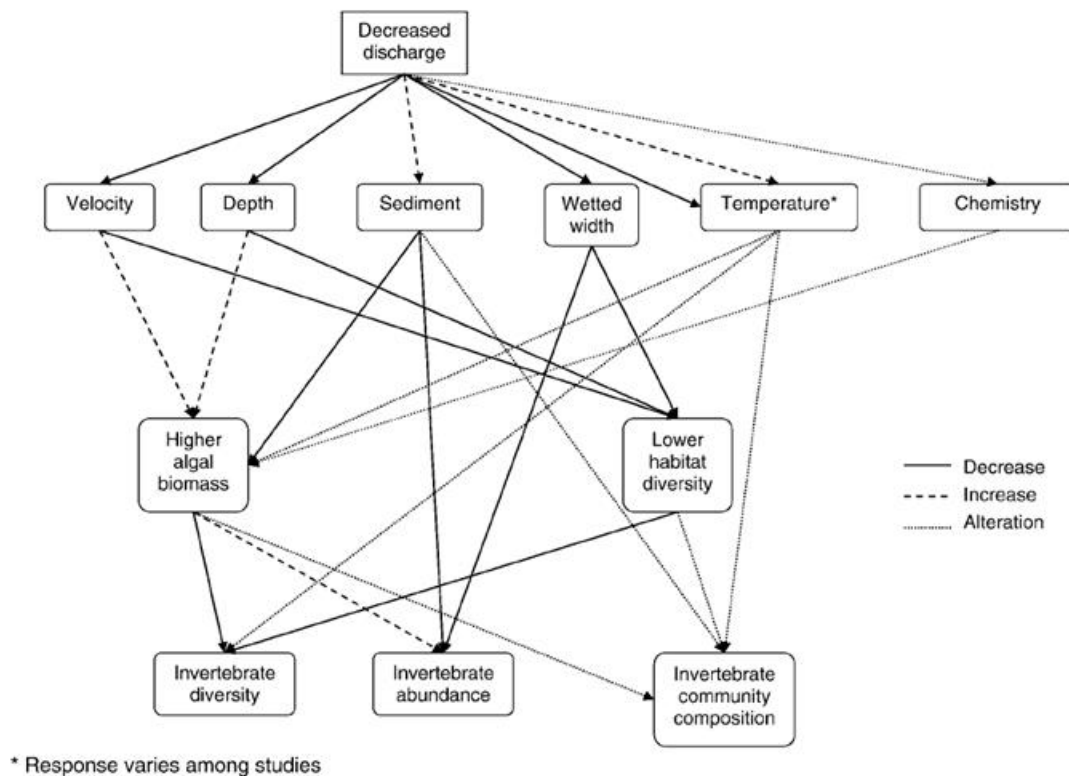 Decreased
discharge
Velocity
Depth
Sediment
Wetted
width
Temperature*
Chemistry
Higher
algal
biomass
Lower
habitat
diversity
Decrease
Increase
Alteration
Invertebrate
diversity
Invertebrate
abundance
Invertebrate
community
composition
* Response varies among studies